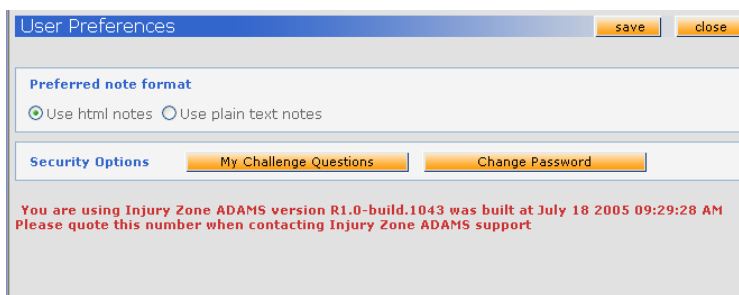 User Preferences save close
Preferred note format
Use html notes Use plain text notes
Security Options My Challenge Questions Change Password
You are using Injury Zone ADAMS version R1.0-build.1043 was built at July 18 2005 09:29:28 AM
Please quote this number when contacting Injury Zone ADAMS support